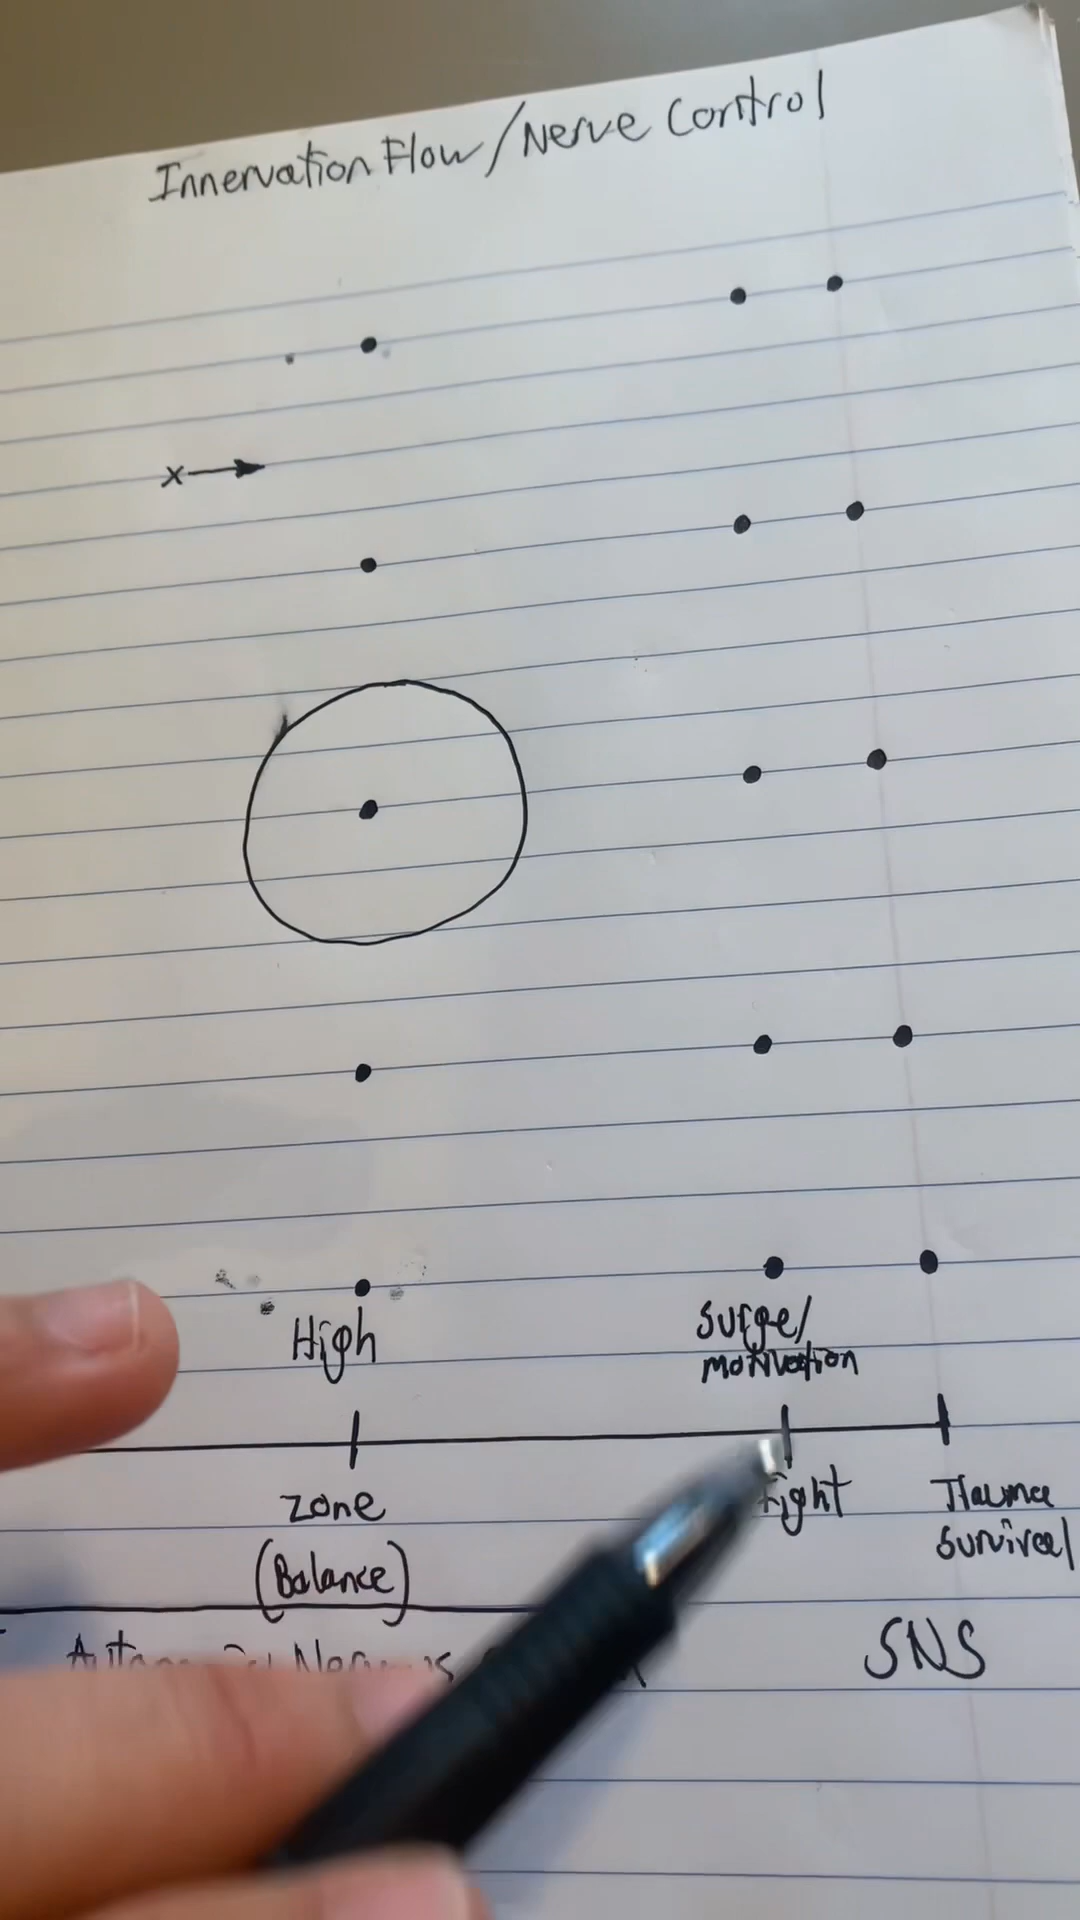 Innervation Flow/Nerve Control
x
High
Surge/
motivation
Zone
Fight
Trauma
(Balance)
Survival
SNS